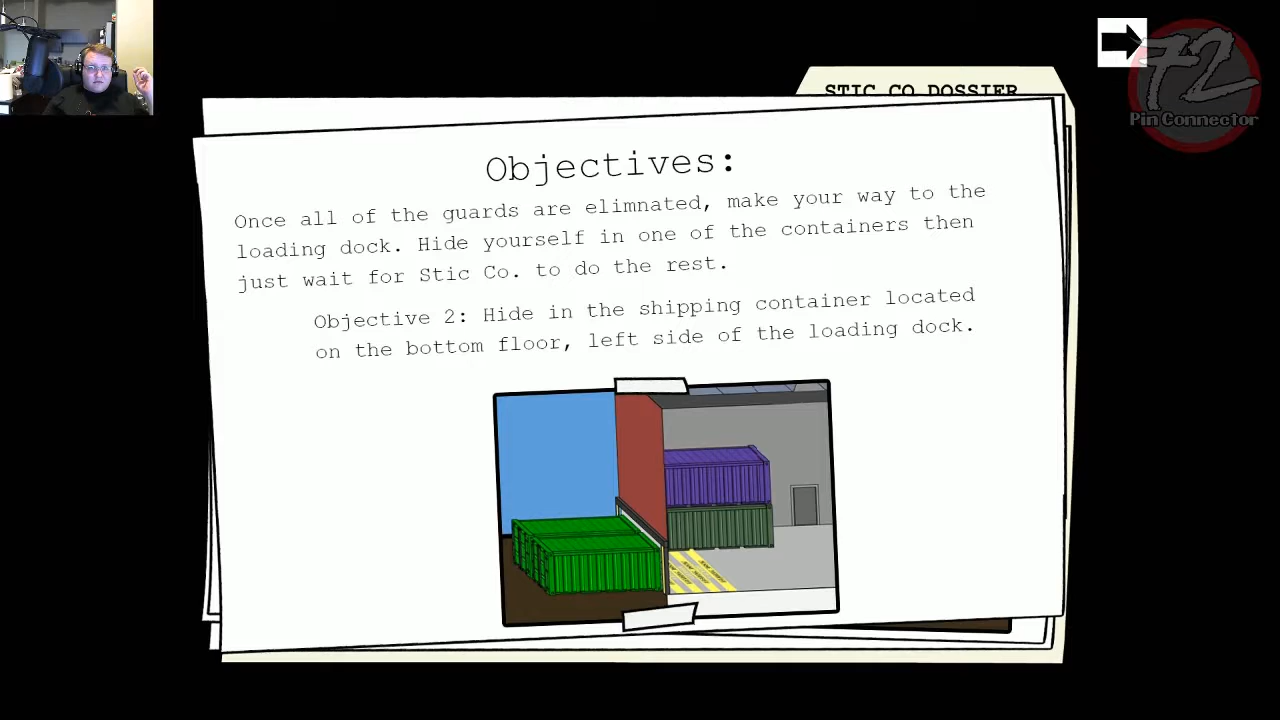 STIC CO DOSSIER
72
Pin Connector
Objectives:
Once all of the guards are elimnated, make your way to the
loading dock. Hide yourself in one of the containers then
just wait for Stic Co. to do the rest.
Objective 2: Hide in the shipping container located
on the bottom floor, left side of the loading dock.